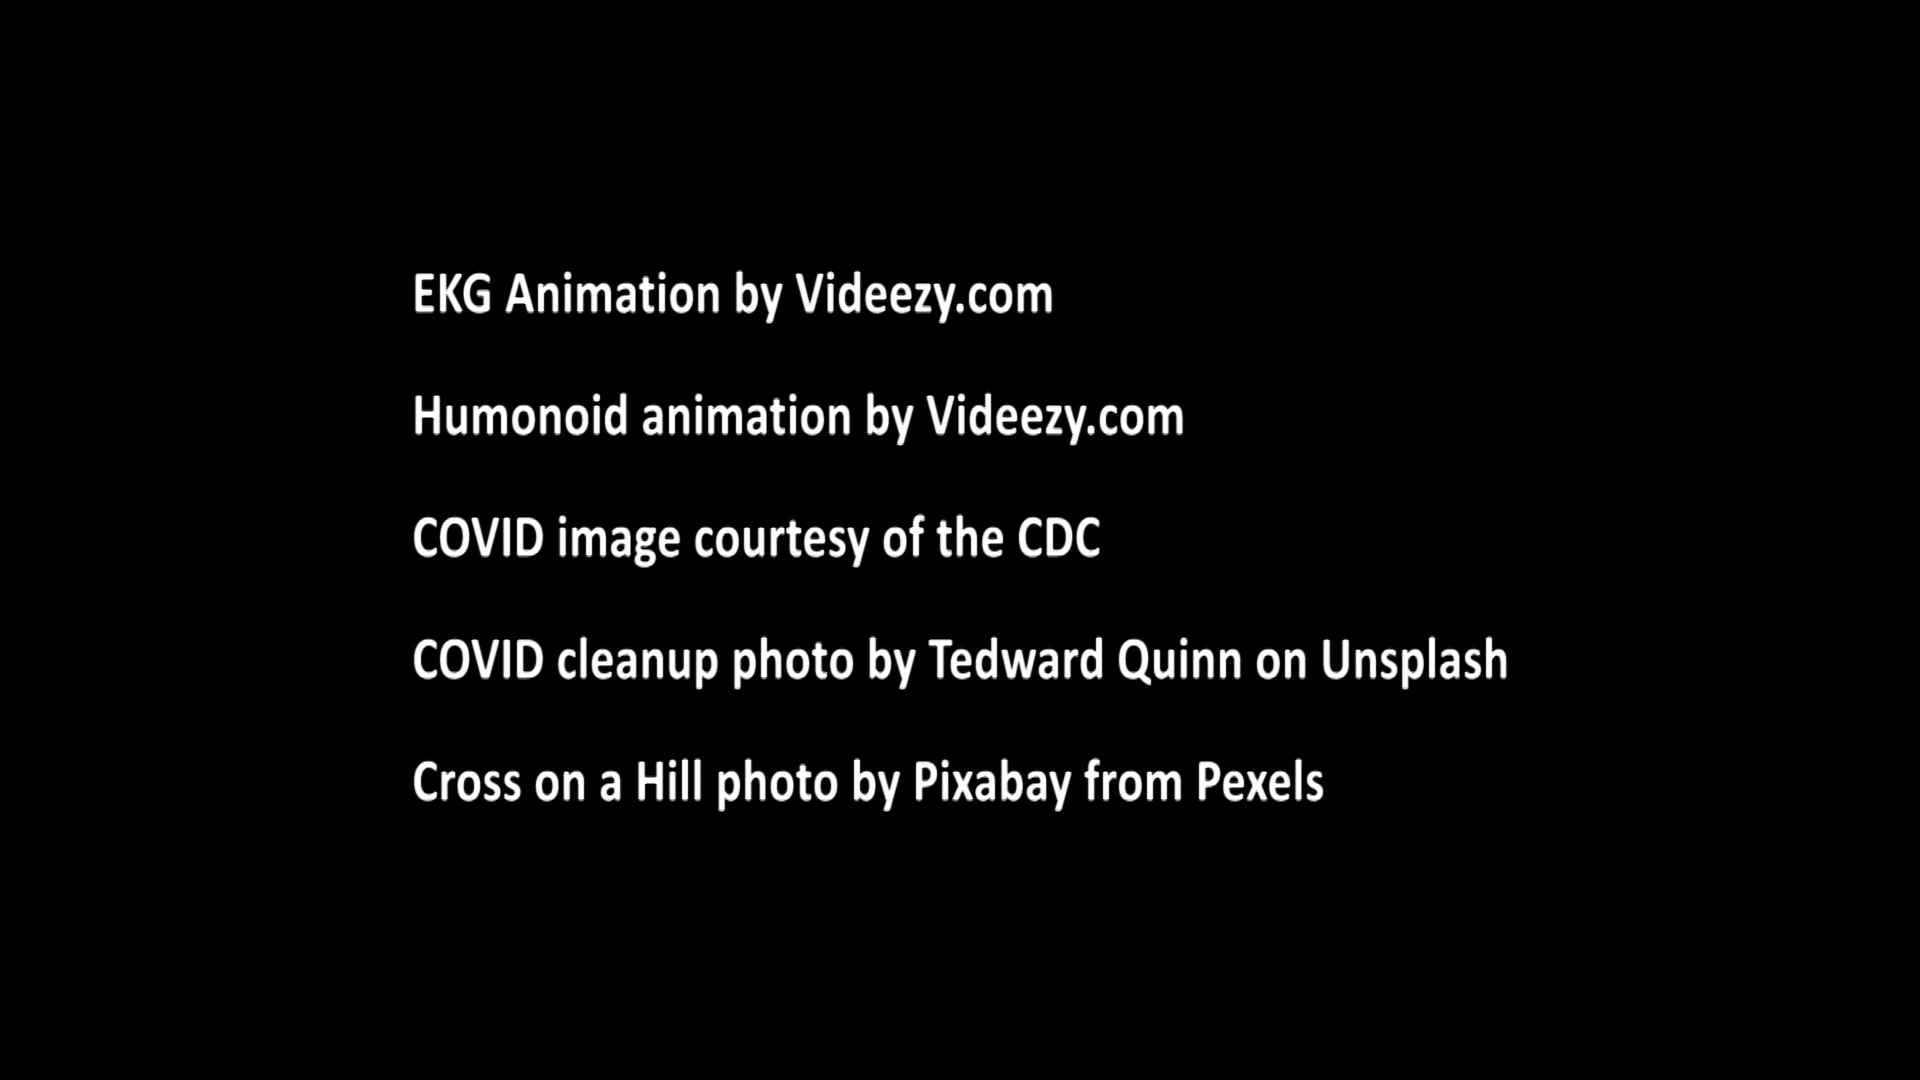 EKG Animation by Videezy.com
Humonoid animation by Videezy.com
COVID image courtesy of the CDC
COVID cleanup photo by Tedward Quinn on Unsplash
Cross on a Hill photo by Pixabay from Pexels